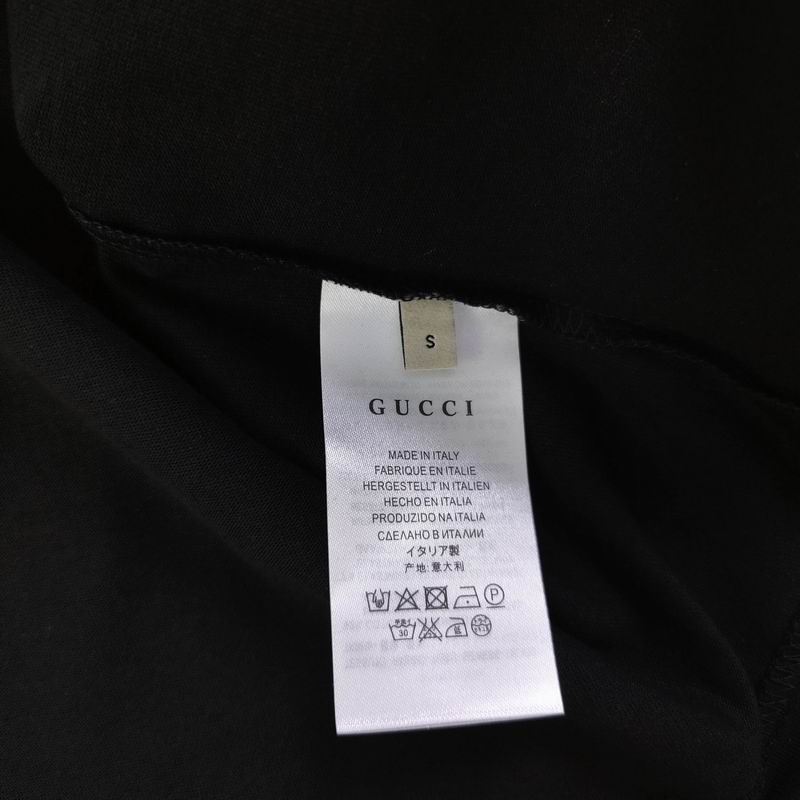 S
GUCCI
MADE IN ITALY
FABRIQUE EN ITALIE
HERGESTELLT IN ITALIEN
HECHO EN ITALIA
PRODUZIDO NA ITALIA
СДЕЛАНО В ИТАЛИИ
イタリア製
产地:意大利
P
30